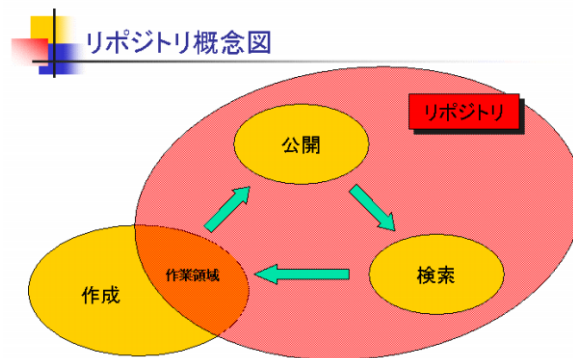 リポジトリ概念図
リポジトリ
公開
作業領域
検索
作成